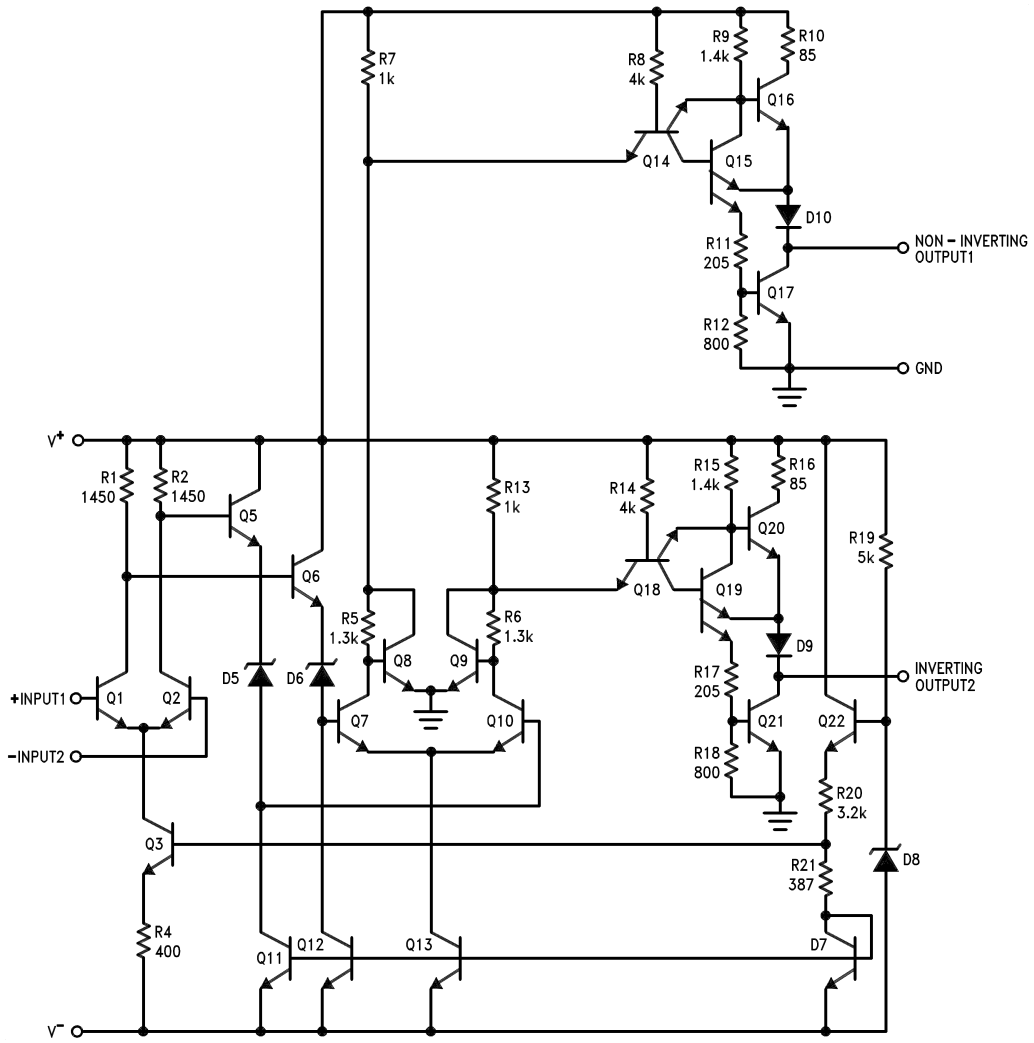 R7
1k
R8
4k
R9
1.4k
R10
85
Q16
Q14
Q15
D10
NON – INVERTING
OUTPUT1
R11
205
Q17
R12
800
GND
V+
R1
1450
R2
1450
R13
1k
R14
4k
R15
1.4k
R16
85
Q5
Q20
R19
5k
Q6
Q18
Q19
R5
1.3k
R6
1.3k
D9
Q8
Q9
D5
D6
R17
205
INVERTING
OUTPUT2
+INPUT1
Q1
Q2
Q7
Q10
Q21
Q22
–INPUT2
R18
800
R20
3.2k
Q3
D8
R21
387
R4
400
Q11
Q12
Q13
D7
V–